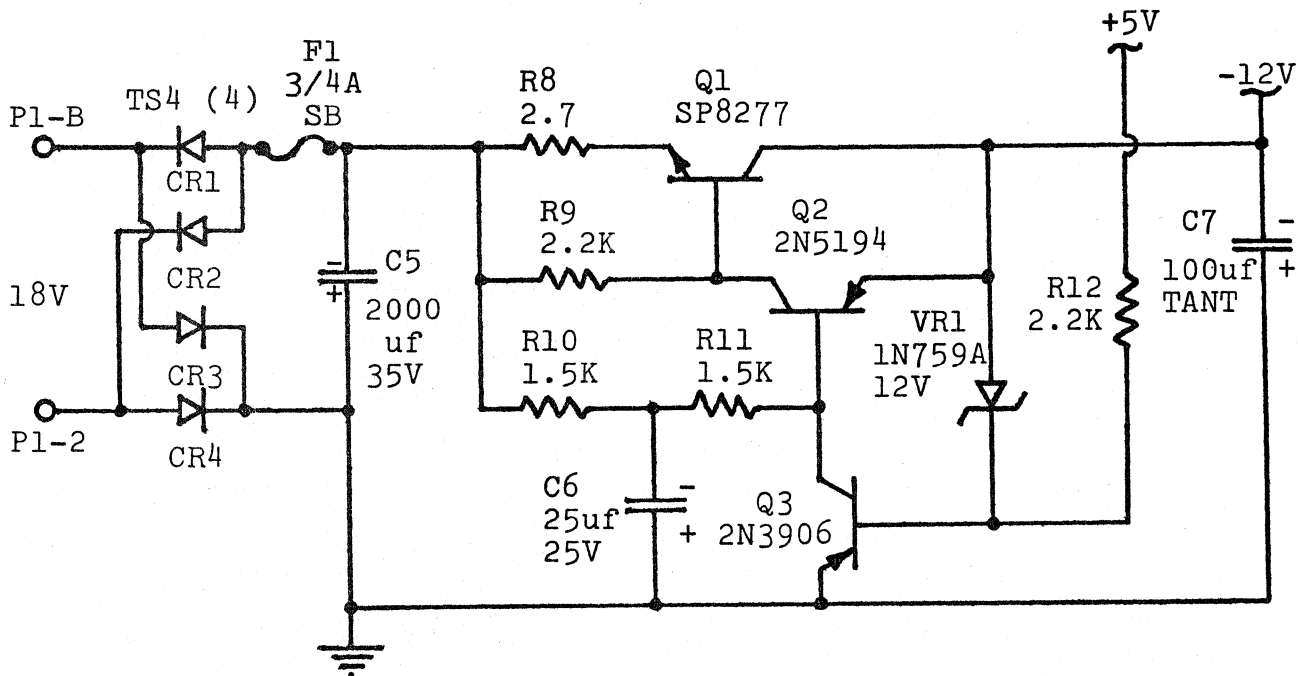 +5V
-12V
F1
3/4A
SB
TS4 (4)
P1-B
CR1
CR2
18V
CR3
P1-2
CR4
C5
-
+
2000
uf
35V
R8
2.7
Q1
SP8277
R9
2.2K
Q2
2N5194
R10
1.5K
R11
1.5K
VR1
1N759A
12V
R12
2.2K
C7
-
+
100uf
TANT
C6
25uf
25V
-
+
Q3
2N3906